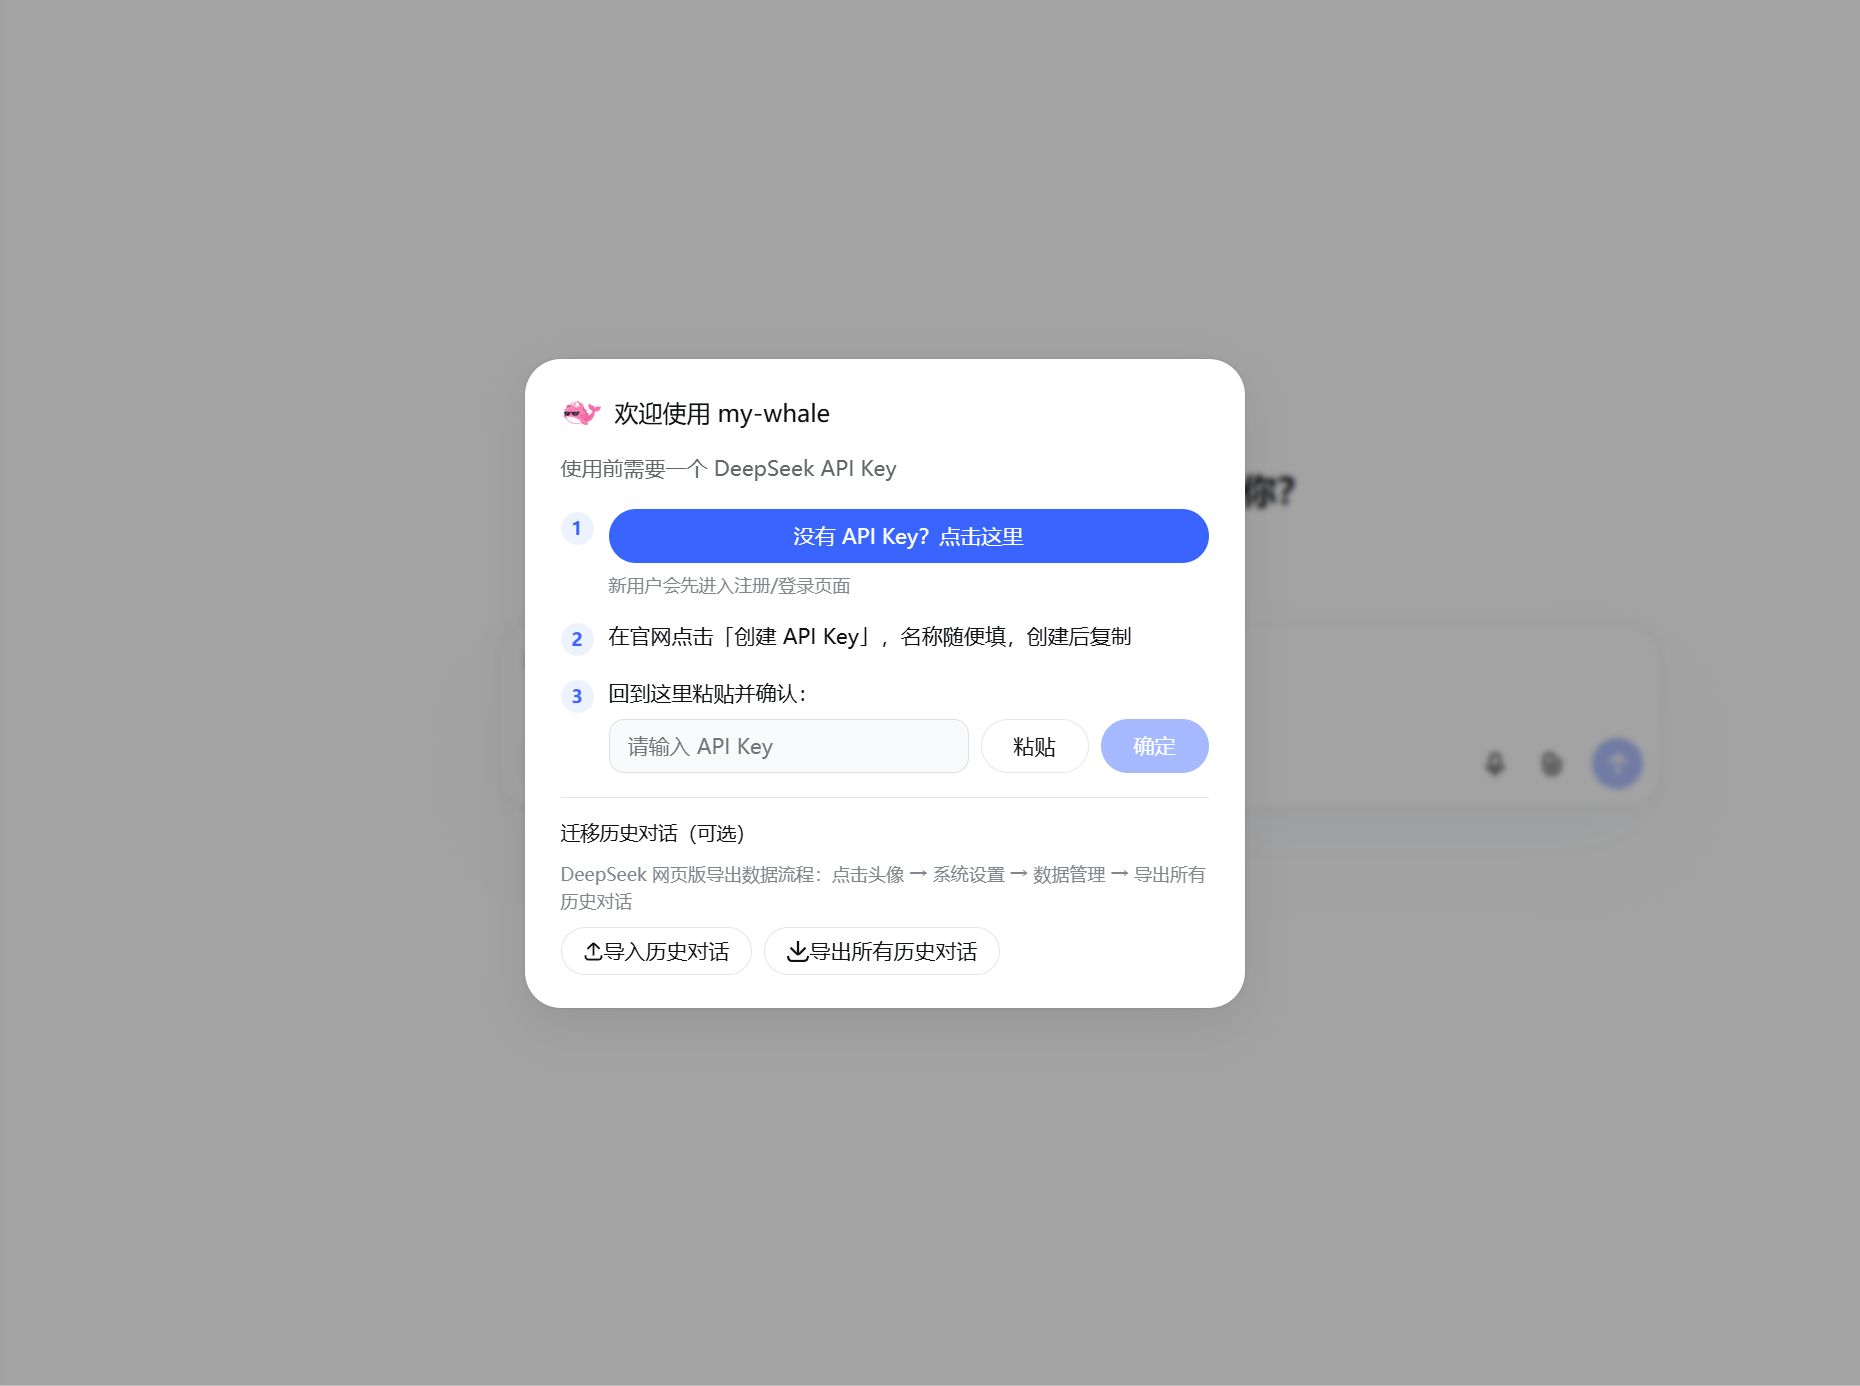 欢迎使用 my-whale
使用前需要一个 DeepSeek API Key
1
没有 API Key？点击这里
新用户会先进入注册/登录页面
2
在官网点击「创建 API Key」，名称随便填，创建后复制
3
回到这里粘贴并确认：
请输入 API Key
粘贴
确定
你？
迁移历史对话（可选）
DeepSeek 网页版导出数据流程：点击头像 → 系统设置 → 数据管理 → 导出所有
历史对话
导入历史对话
导出所有历史对话